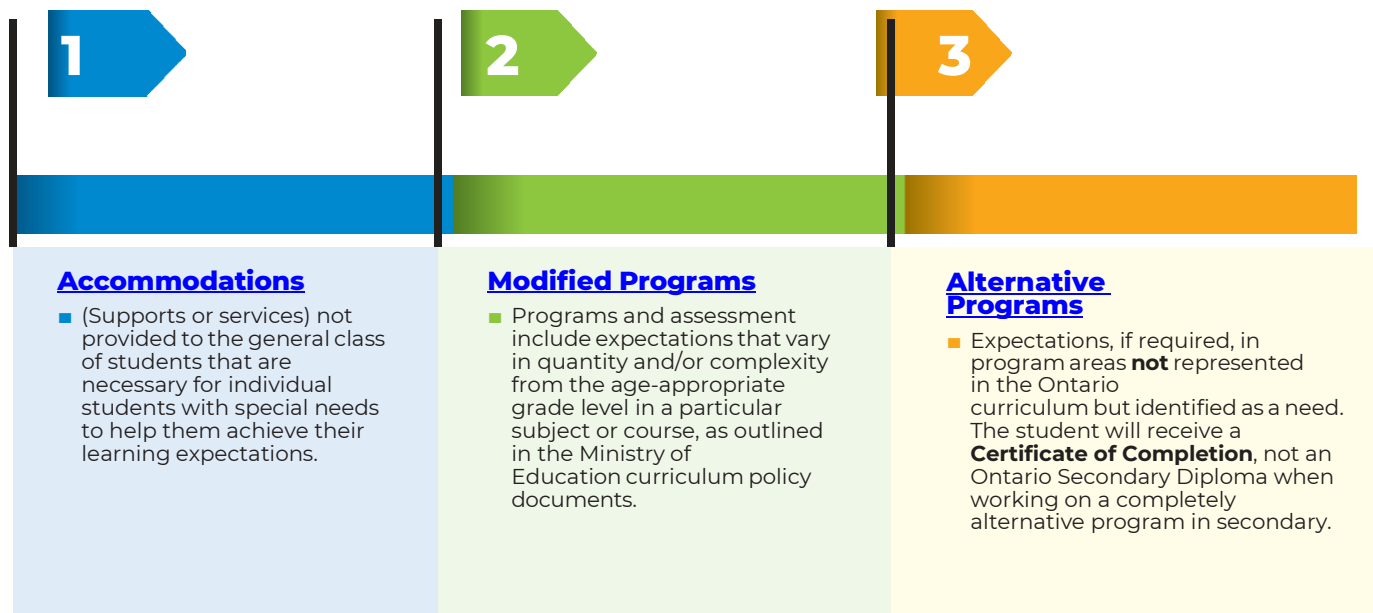 1
2
3
Accommodations
(Supports or services) not
provided to the general class
of students that are
necessary for individual
students with special needs
to help them achieve their
learning expectations.
Modified Programs
Programs and assessment
include expectations that vary
in quantity and/or complexity
from the age-appropriate
grade level in a particular
subject or course, as outlined
in the Ministry of
Education curriculum policy
documents.
Alternative
Programs
Expectations, if required, in
program areas not represented
in the Ontario
curriculum but identified as a need.
The student will receive a
Certificate of Completion, not an
Ontario Secondary Diploma when
working on a completely
alternative program in secondary.